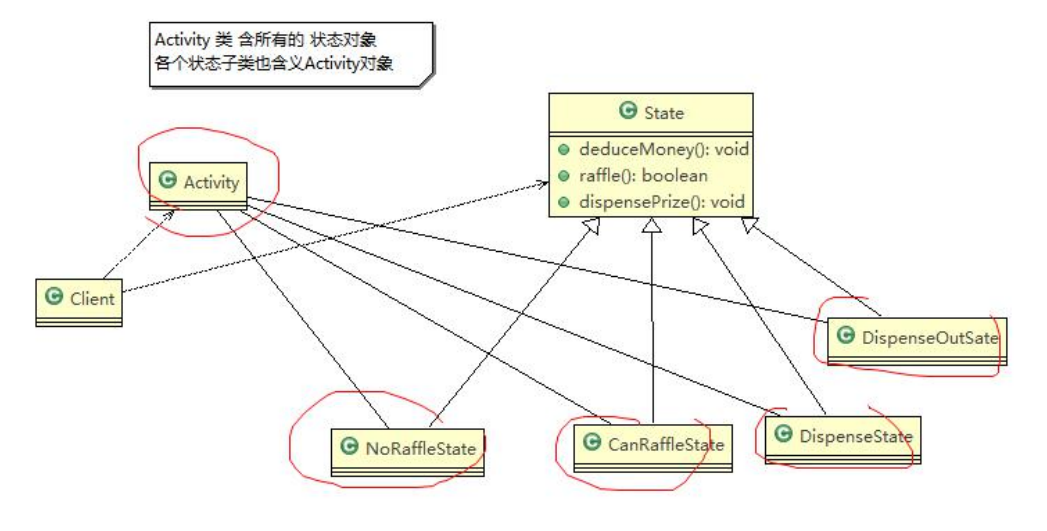 Activity 类 含所有的 状态对象
各个状态子类也含义Activity对象
C State
deduceMoney(): void
raffle(): boolean
dispensePrize(): void
C Activity
C Client
C DispenseOutSate
C NoRaffleState
C CanRaffleState
C DispenseState